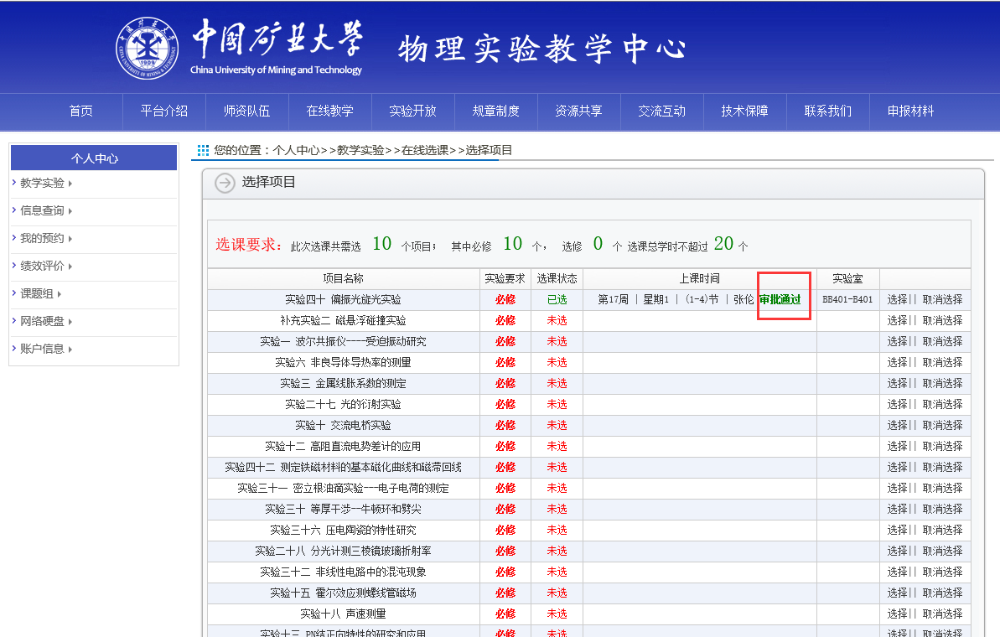 中国矿业大学
China University of Mining and Technology
物理实验教学中心
首页 平台介绍 师资队伍 在线教学 实验开放 规章制度 资源共享 交流互动 技术保障 联系我们 申报材料
个人中心
教学实验
信息查询
我的预约
绩效评价
课题组
网络硬盘
账户信息
您的位置：个人中心>>教学实验>>在线选课>>选择项目
选择项目
选课要求：此次选课共需选 10 个项目； 其中必修 10 个， 选修 0 个 选课总学时不超过 20 个
项目名称 实验要求 选课状态 上课时间 实验室
实验四十 偏振光旋光实验 必修 已选 第17周 | 星期1 | (1-4)节 | 张伦 审批通过 BB401-B401 选择|| 取消选择
补充实验二 磁悬浮碰撞实验 必修 未选 选择|| 取消选择
实验一 波尔共振仪----受迫振动研究 必修 未选 选择|| 取消选择
实验六 非良导体导热率的测量 必修 未选 选择|| 取消选择
实验三 金属线胀系数的测定 必修 未选 选择|| 取消选择
实验二十七 光的衍射实验 必修 未选 选择|| 取消选择
实验十 交流电桥实验 必修 未选 选择|| 取消选择
实验十二 高阻直流电势差计的应用 必修 未选 选择|| 取消选择
实验四十二 测定铁磁材料的基本磁化曲线和磁滞回线 必修 未选 选择|| 取消选择
实验三十一 密立根油滴实验---电子电荷的测定 必修 未选 选择|| 取消选择
实验三十 等厚干涉--牛顿环和劈尖 必修 未选 选择|| 取消选择
实验三十六 压电陶瓷的特性研究 必修 未选 选择|| 取消选择
实验二十八 分光计测三棱镜玻璃折射率 必修 未选 选择|| 取消选择
实验三十二 非线性电路中的混沌现象 必修 未选 选择|| 取消选择
实验十五 霍尔效应测螺线管磁场 必修 未选 选择|| 取消选择
实验十八 声速测量 必修 未选 选择|| 取消选择
实验十三 PN结正向特性的研究和应用 必修 未选 选择|| 取消选择